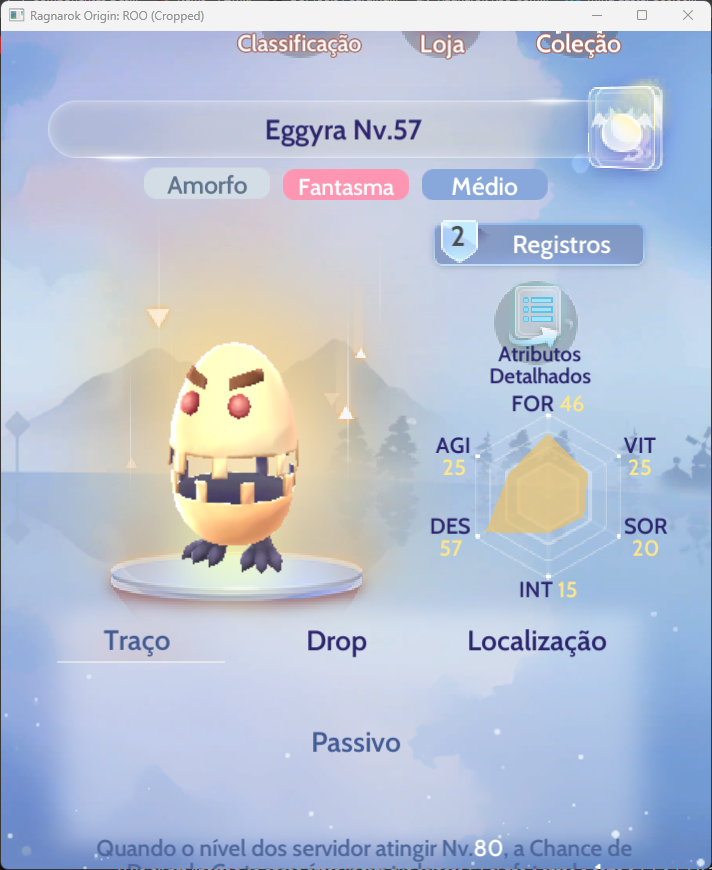 Ragnarok Origin: ROO (Cropped)
Classificação
Loja
Coleção
Eggyra Nv.57
Amorfo
Fantasma
Médio
2
Registros
Atributos
Detalhados
FOR 46
AGI
25
VIT
25
DES
57
SOR
20
INT 15
Traço
Drop
Localização
Passivo
Quando o nível dos servidor atingir Nv.80, a Chance de